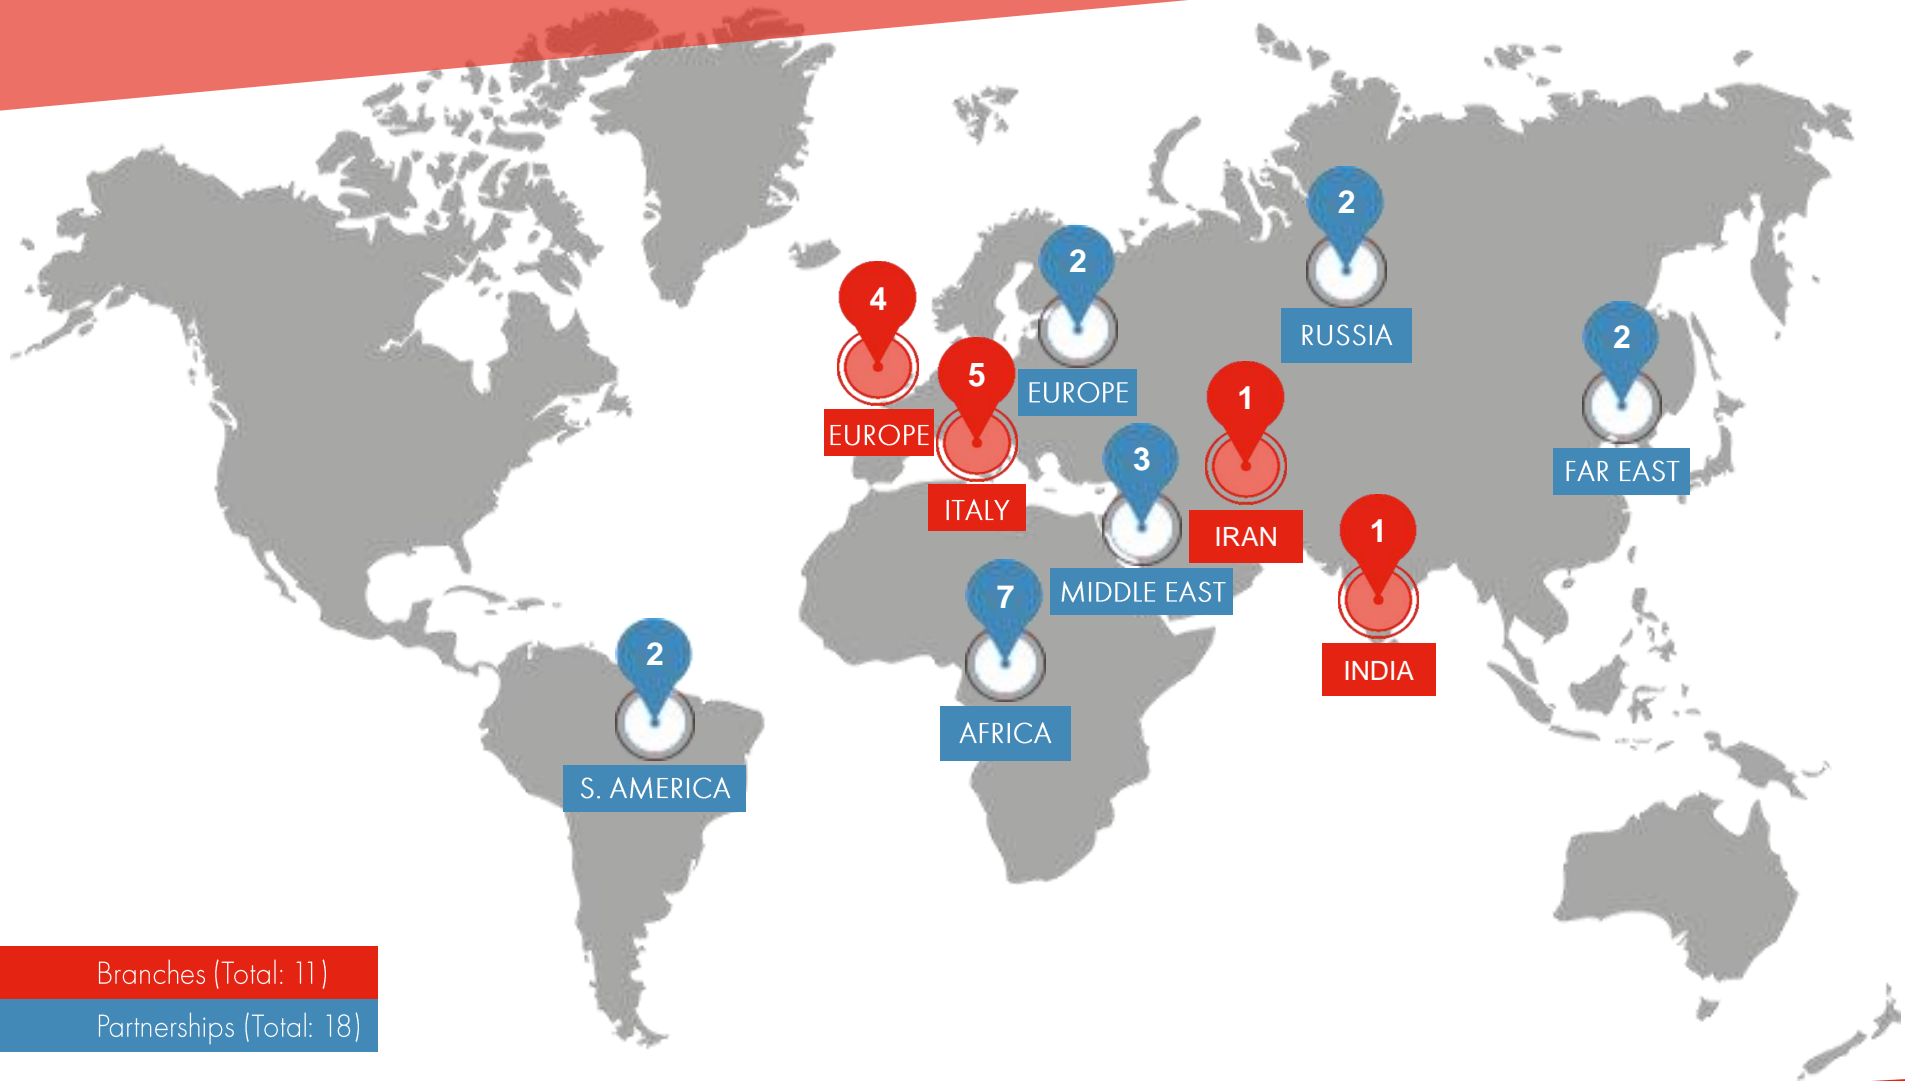 2
2
4
2
5
EUROPE
RUSSIA
2
1
EUROPE
3
FAR EAST
ITALY
IRAN
1
7
MIDDLE EAST
INDIA
2
AFRICA
S. AMERICA
Branches (Total: 11)
Partnerships (Total: 18)